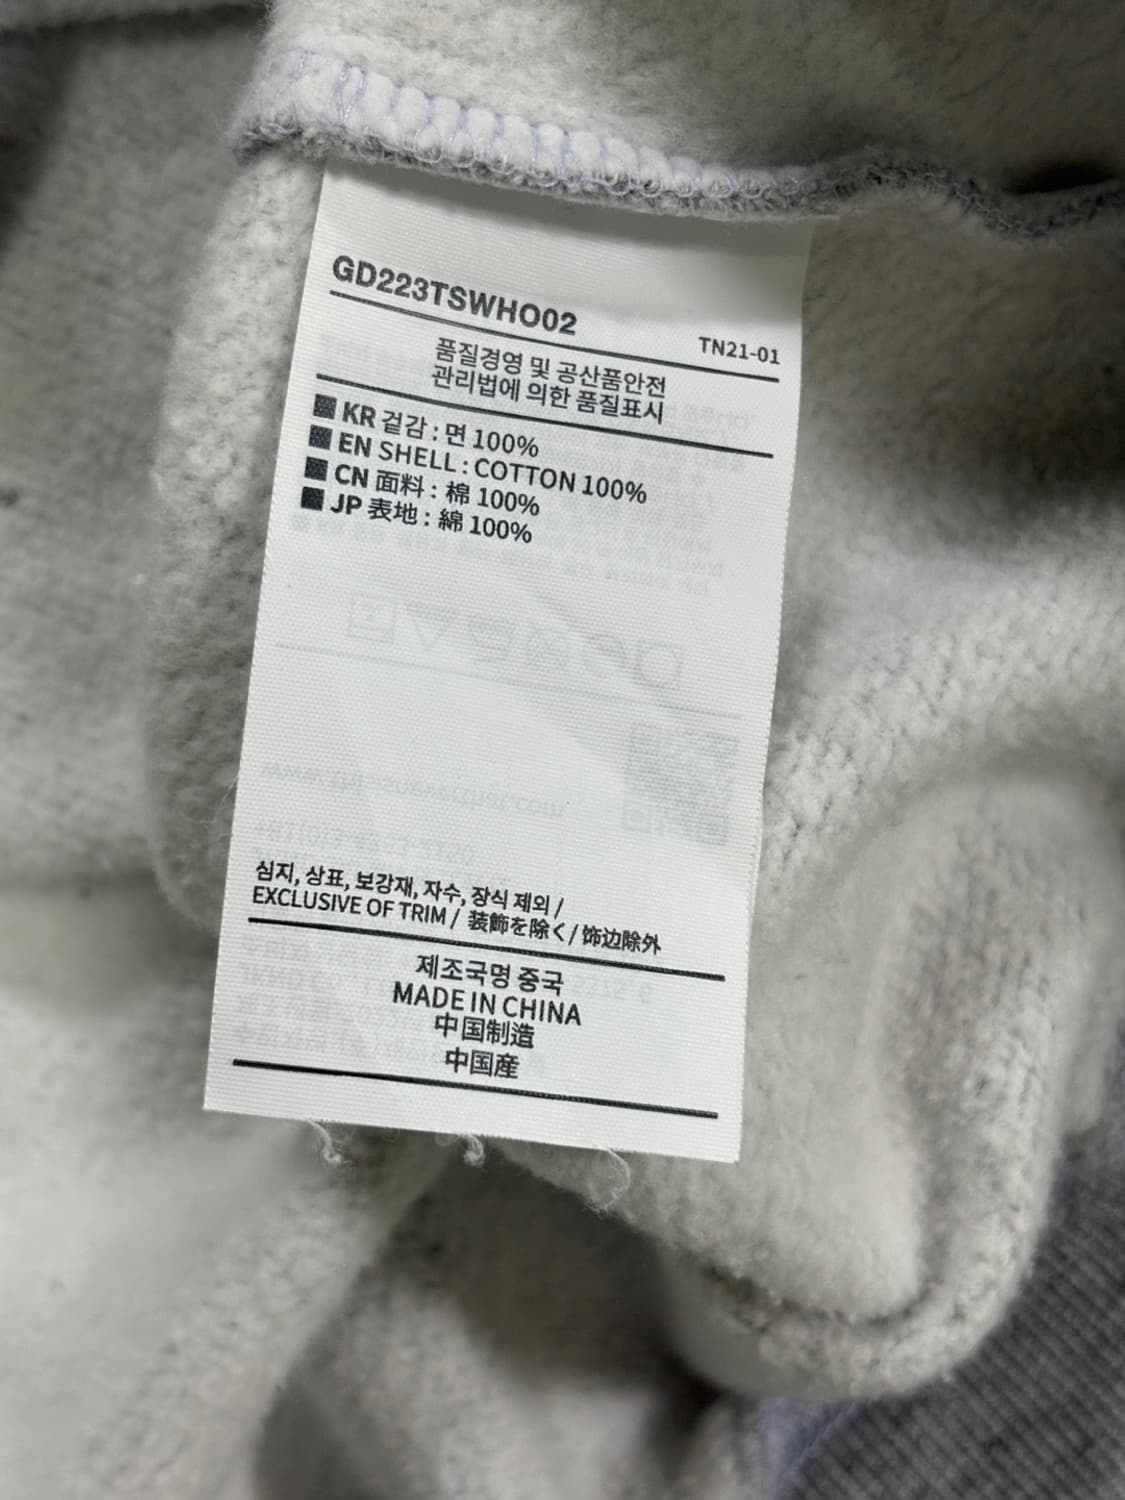 GD223TSWHO02
TN21-01
품질경영 및 공산품안전
관리법에 의한 품질표시
KR 겉감 : 면 100%
EN SHELL : COTTON 100%
CN 面料 : 棉 100%
JP 表地 : 綿 100%
www.thisisneverthat.com
심지, 상표, 보강재, 자수, 장식 제외 /
EXCLUSIVE OF TRIM / 装飾を除く / 饰边除外
제조국명 중국
MADE IN CHINA
中国制造
中国産